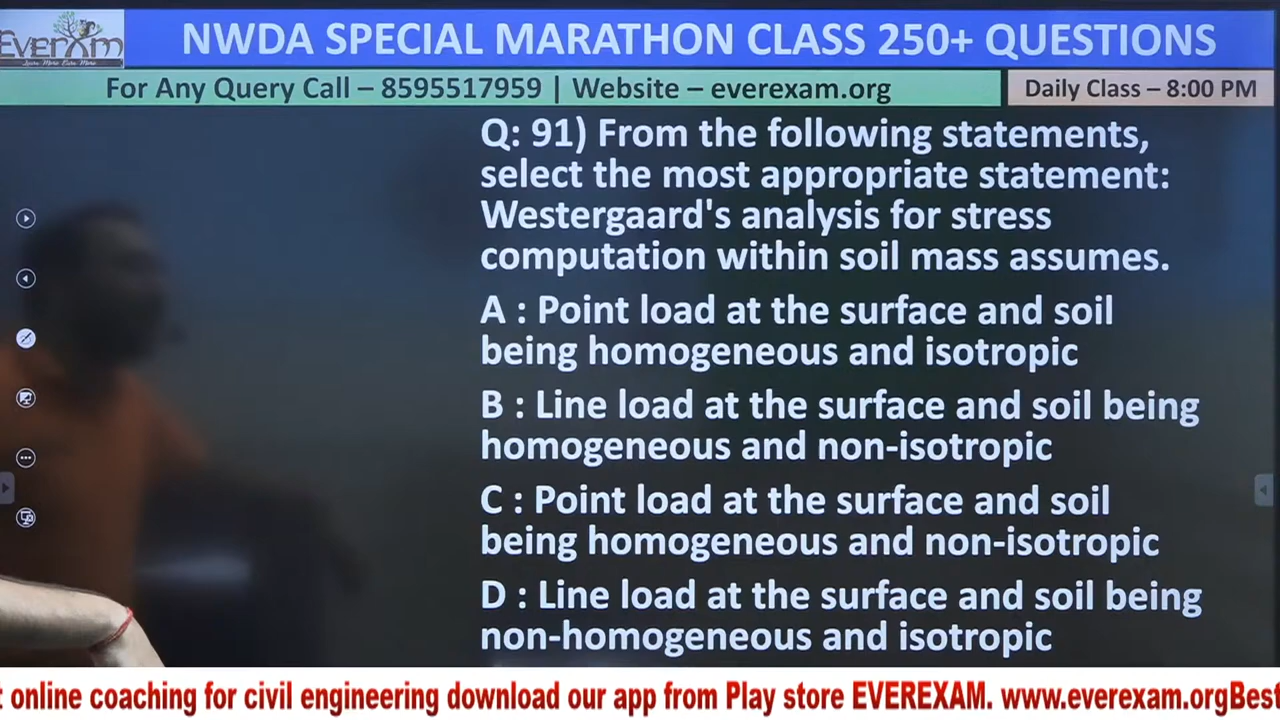 EverExam
Learn More Earn More
NWDA SPECIAL MARATHON CLASS 250+ QUESTIONS
For Any Query Call – 8595517959 | Website – everexam.org
Daily Class – 8:00 PM
Q: 91) From the following statements,
select the most appropriate statement:
Westergaard's analysis for stress
computation within soil mass assumes.
A : Point load at the surface and soil
being homogeneous and isotropic
B : Line load at the surface and soil being
homogeneous and non-isotropic
C : Point load at the surface and soil
being homogeneous and non-isotropic
D : Line load at the surface and soil being
non-homogeneous and isotropic
online coaching for civil engineering download our app from Play store EVEREXAM. www.everexam.orgBest